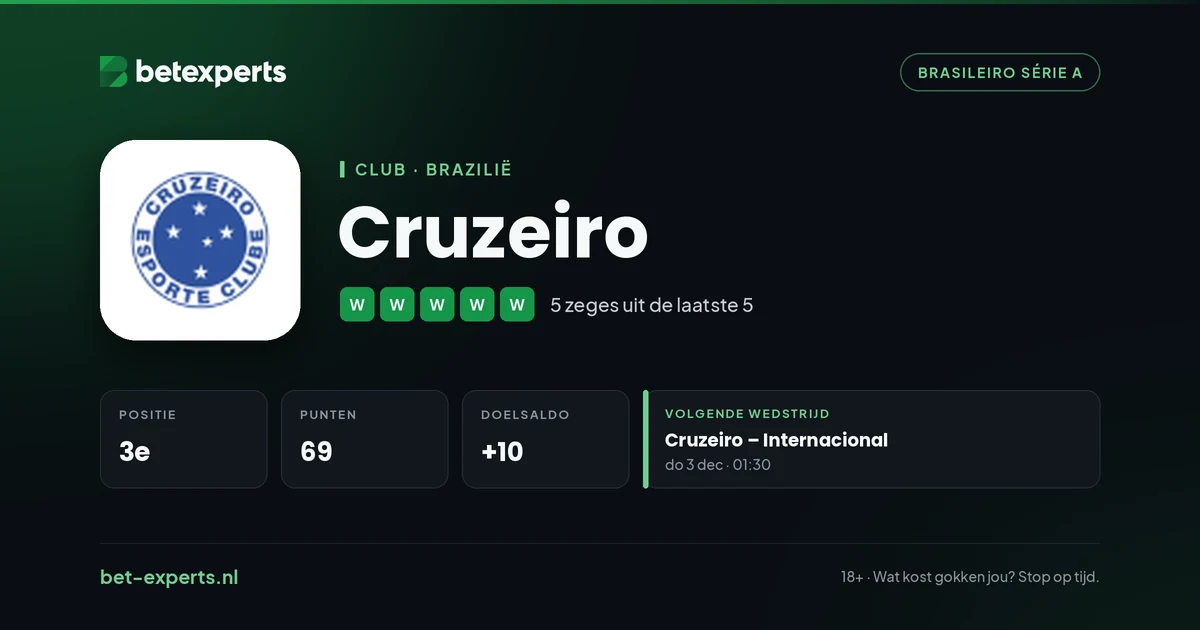 betexperts
BRASILEIRO SÉRIE A
CRUZEIRO
ESPORTE CLUBE
CLUB · BRAZILIË
Cruzeiro
W W W W W 5 zeges uit de laatste 5
POSITIE
3e
PUNTEN
69
DOELSALDO
+10
VOLGENDE WEDSTRIJD
Cruzeiro – Internacional
do 3 dec · 01:30
bet-experts.nl
18+ · Wat kost gokken jou? Stop op tijd.